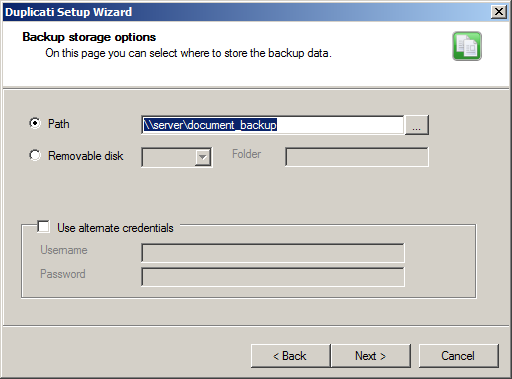 Duplicati Setup Wizard
Backup storage options
On this page you can select where to store the backup data.
Path \\server\document_backup ...
Removable disk Folder
Use alternate credentials
Username
Password
< Back Next > Cancel